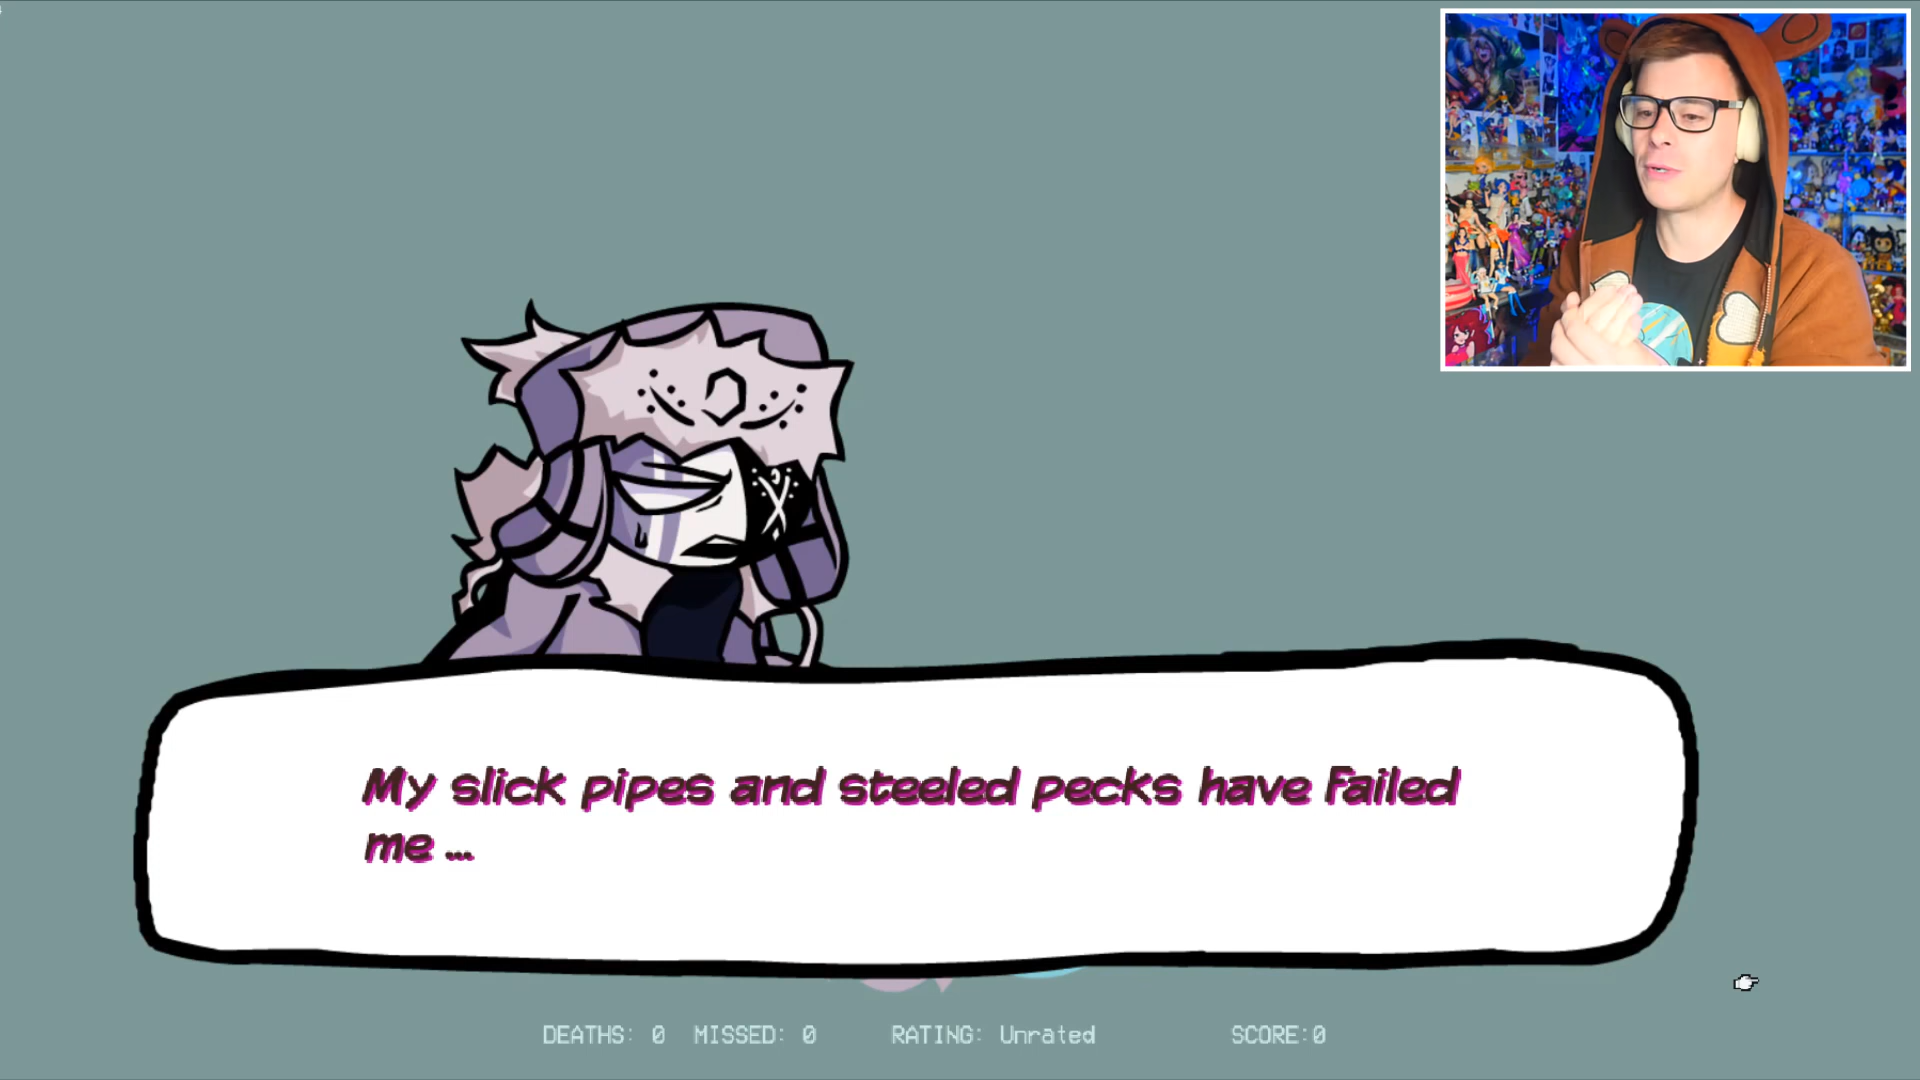 My slick pipes and steeled pecks have failed
me ...
DEATHS: 0 MISSED: 0 RATING: Unrated SCORE:0